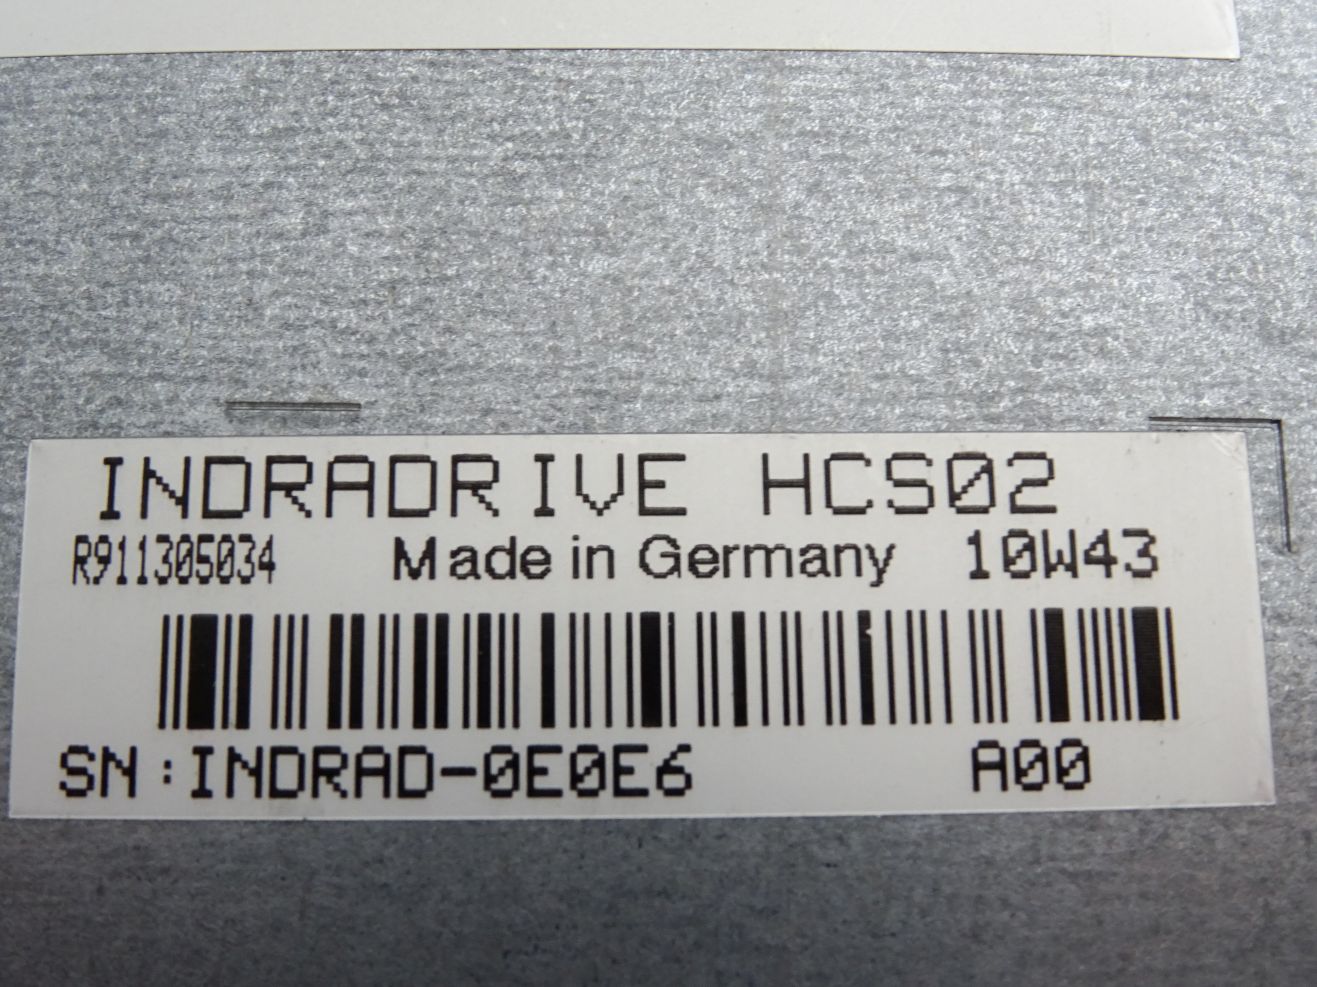 INDRADRIVE HCS02
R911305034 Made in Germany 10W43
SN:INDRAD-0E0E6 A00